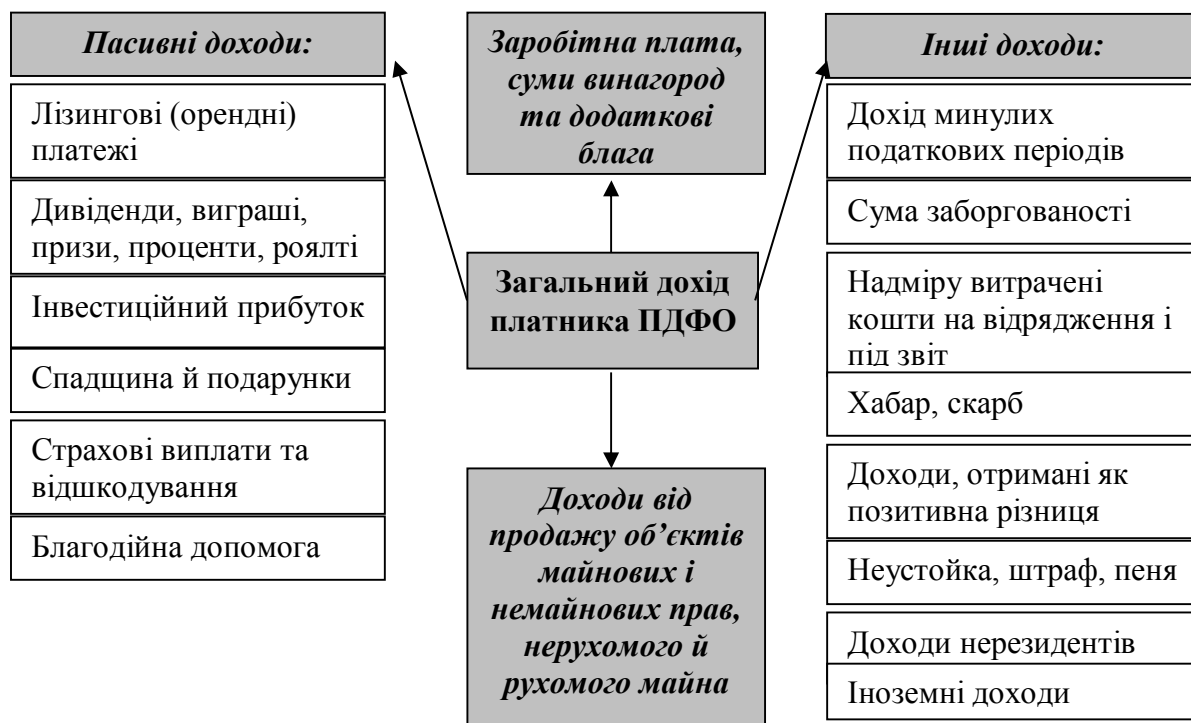 Пасивні доходи:
Лізингові (орендні)
платежі
Дивіденди, виграші,
призи, проценти, роялті
Інвестиційний прибуток
Спадщина й подарунки
Страхові виплати та
відшкодування
Благодійна допомога
Заробітна плата,
суми винагород
та додаткові
блага
Загальний дохід
платника ПДФО
Доходи від
продажу об’єктів
майнових і
немайнових прав,
нерухомого й
рухомого майна
Інші доходи:
Дохід минулих
податкових періодів
Сума заборгованості
Надміру витрачені
кошти на відрядження і
під звіт
Хабар, скарб
Доходи, отримані як
позитивна різниця
Неустойка, штраф, пеня
Доходи нерезидентів
Іноземні доходи